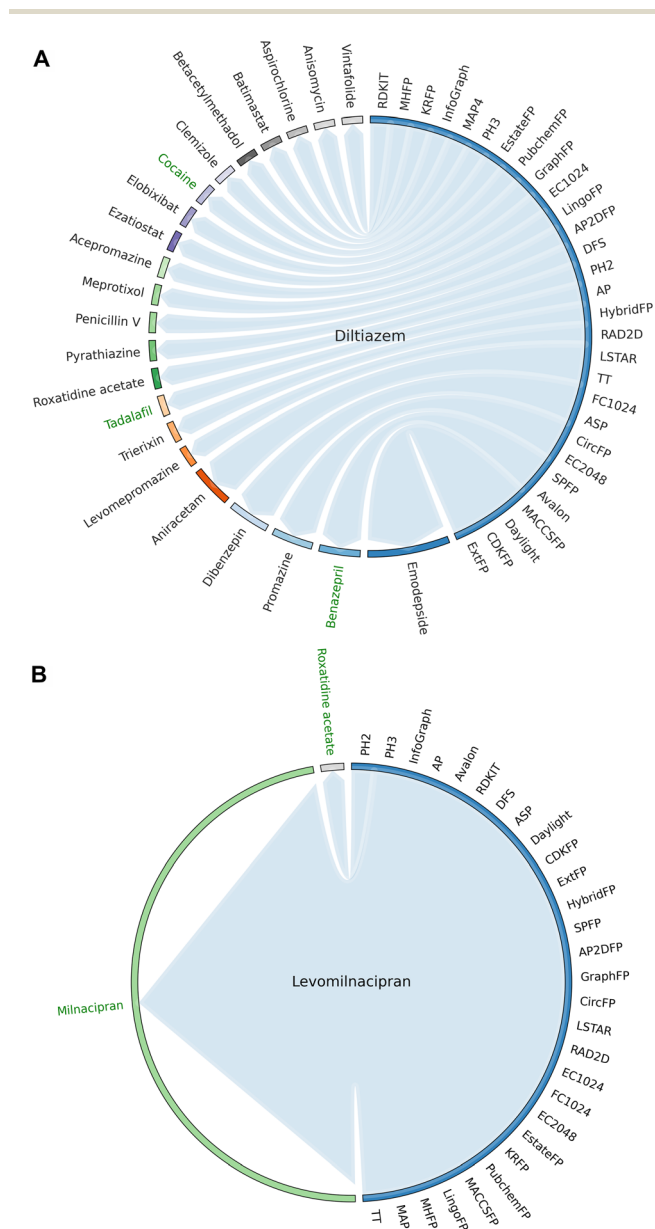 A
Vintafolide
Anisomycin
Aspirochlorine
Batimastat
Betacetylmethadol
Clemizole
Cocaine
Elobixibat
Ezatiostat
Acepromazine
Meprotixol
Penicillin V
Pyrathiazine
Roxatidine acetate
Tadalafil
Trierixin
Levomepromazine
Aniracetam
Dibenzepin
Promazine
Benazepril
Emodepside
Diltiazem
RDKIT
MHFP
KRFP
InfoGraph
MAP4
PH3
EstateFP
PubchemFP
GraphFP
EC1024
LingoFP
AP2DFP
DFS
PH2
AP
HybridFP
RAD2D
LSTAR
TT
FC1024
ASP
CircFP
EC2048
SPFP
Avalon
MACCSFP
Daylight
CDKFP
ExtFP
B
Roxatidine acetate
Milnacipran
Levomilnacipran
PH2
PH3
InfoGraph
AP
Avalon
RDKIT
DFS
ASP
Daylight
CDKFP
ExtFP
HybridFP
SPFP
AP2DFP
GraphFP
CircFP
LSTAR
RAD2D
EC1024
FC1024
EC2048
EstateFP
KRFP
PubchemFP
MACCSFP
LingoFP
MHFP
MAP
TT